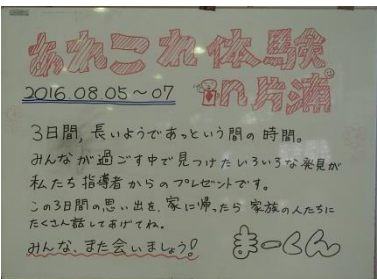 あれこれ体験
in片浦
2016.08.05～07
3日間，長いようであっという間の時間。
みんなが過ごす中で見つけたいろいろな発見が
私たち指導者からのプレゼントです。
この3日間の思い出を、家に帰ったら家族の人たちに
たくさん話してあげてね。
みんな、また会いましょう！
まーくん